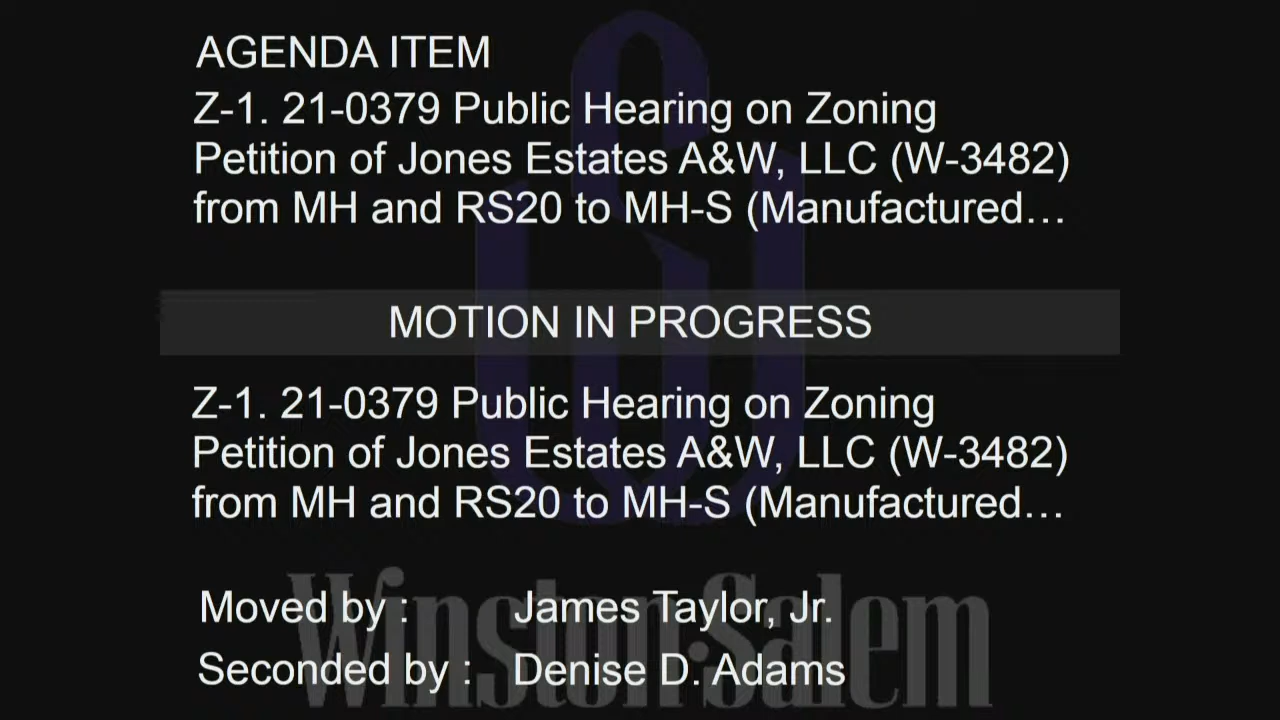 AGENDA ITEM
Z-1. 21-0379 Public Hearing on Zoning
Petition of Jones Estates A&W, LLC (W-3482)
from MH and RS20 to MH-S (Manufactured…
MOTION IN PROGRESS
Z-1. 21-0379 Public Hearing on Zoning
Petition of Jones Estates A&W, LLC (W-3482)
from MH and RS20 to MH-S (Manufactured…
Moved by : James Taylor, Jr.
Seconded by : Denise D. Adams
Winston-Salem